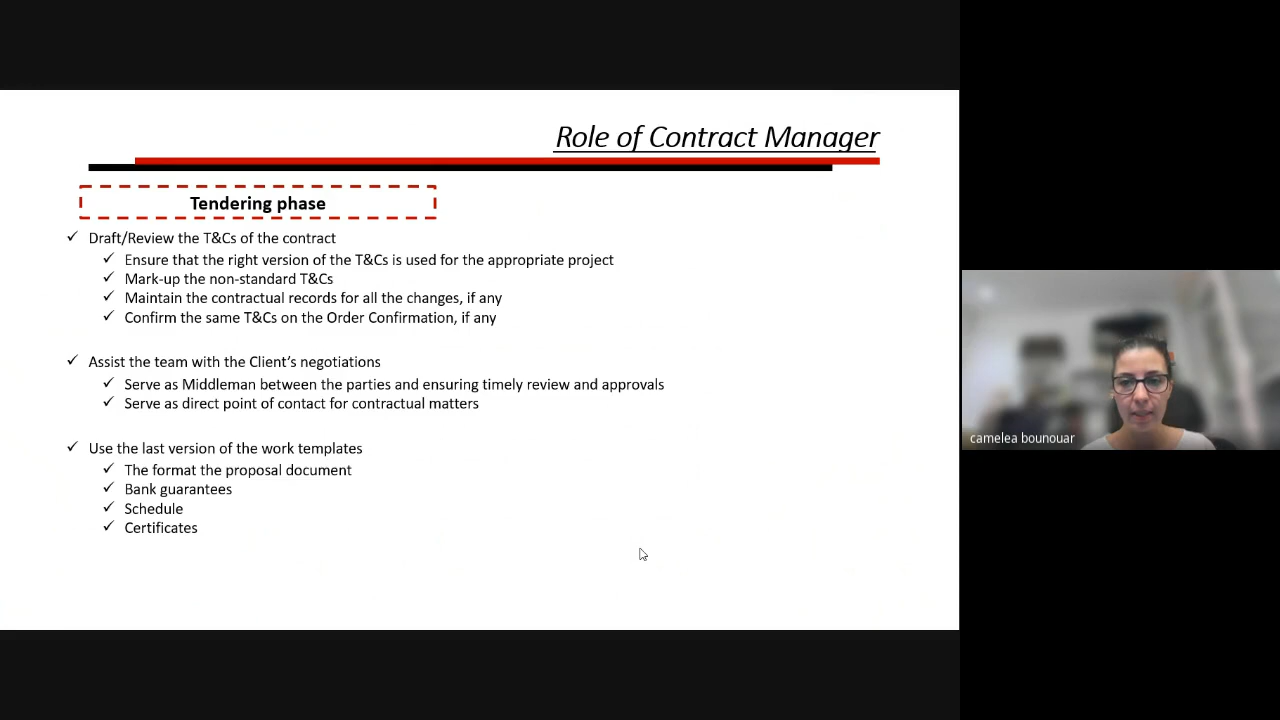 Role of Contract Manager
Tendering phase
Draft/Review the T&Cs of the contract
Ensure that the right version of the T&Cs is used for the appropriate project
Mark-up the non-standard T&Cs
Maintain the contractual records for all the changes, if any
Confirm the same T&Cs on the Order Confirmation, if any
Assist the team with the Client’s negotiations
Serve as Middleman between the parties and ensuring timely review and approvals
Serve as direct point of contact for contractual matters
Use the last version of the work templates
The format the proposal document
Bank guarantees
Schedule
Certificates
camelea bounouar